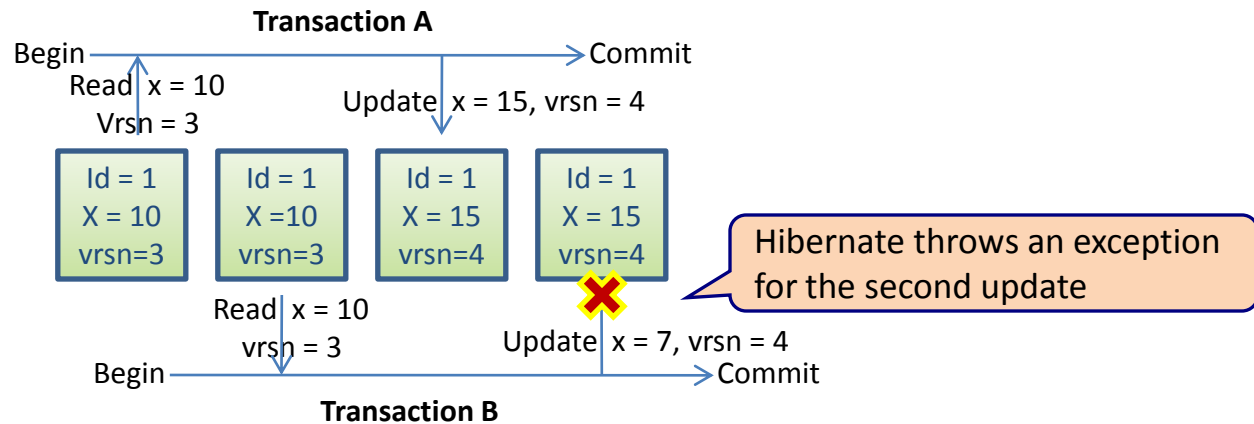 Transaction A
Begin
Commit
Read x = 10
Vrsn = 3
Update x = 15, vrsn = 4
Id = 1
X = 10
vrsn=3
Id = 1
X =10
vrsn=3
Id = 1
X = 15
vrsn=4
Id = 1
X = 15
vrsn=4
Hibernate throws an exception
for the second update
Read x = 10
vrsn = 3
Update x = 7, vrsn = 4
Begin
Commit
Transaction B